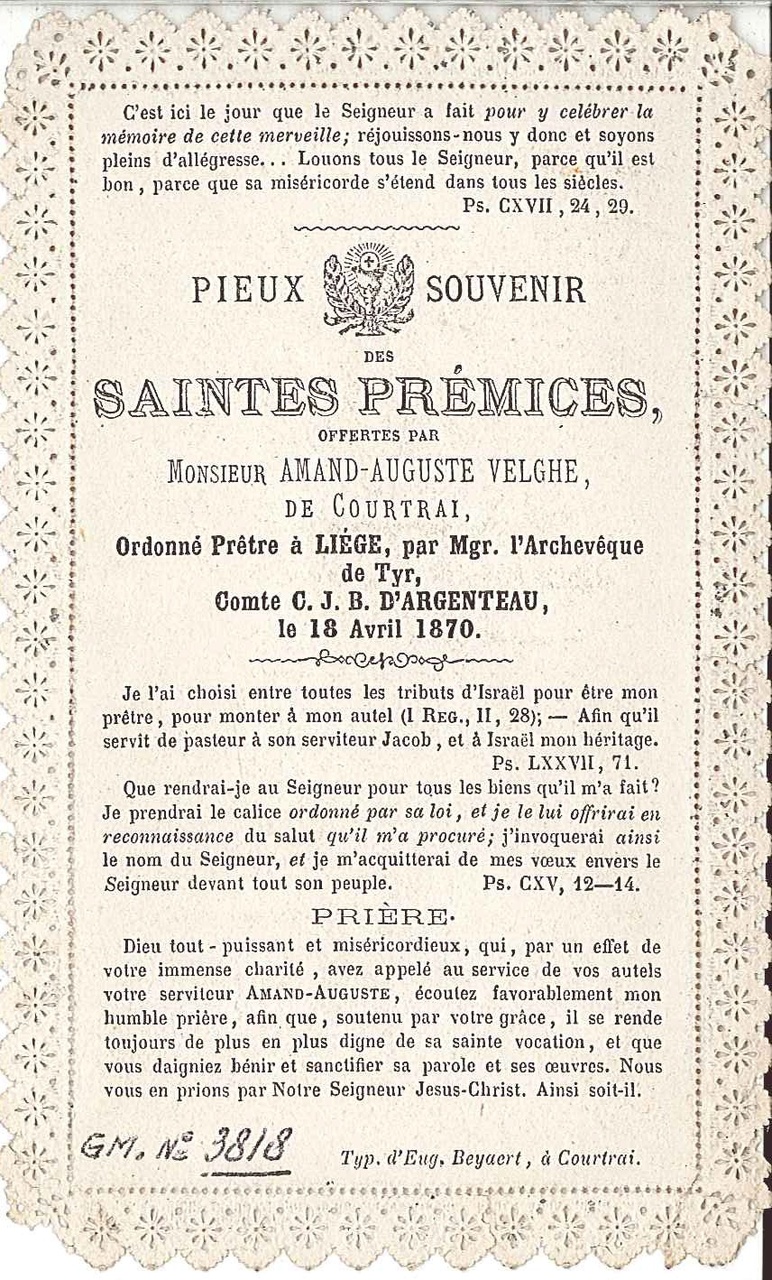 C'est ici le jour que le Seigneur a fait pour y celébrer la
mémoire de cette merveille; réjouissons-nous y donc et soyons
pleins d'allégresse... Louons tous le Seigneur, parce qu'il est
bon, parce que sa miséricorde s'étend dans tous les siècles.
Ps. CXVII, 24, 29.
PIEUX SOUVENIR
DES
SAINTES PRÉMICES,
OFFERTES PAR
MONSIEUR AMAND-AUGUSTE VELGHE,
DE COURTRAI,
Ordonné Prêtre à LIÉGE, par Mgr. l'Archevêque
de Tyr,
Comte C. J. B. D'ARGENTEAU,
le 18 Avril 1870.
Je l'ai choisi entre toutes les tributs d'Israël pour être mon
prêtre, pour monter à mon autel (I REG., II, 28); — Afin qu'il
servit de pasteur à son serviteur Jacob, et à Israël mon héritage.
Ps. LXXVII, 71.
Que rendrai-je au Seigneur pour tous les biens qu'il m'a fait?
Je prendrai le calice ordonné par sa loi, et je le lui offrirai en
reconnaissance du salut qu'il m'a procuré; j'invoquerai ainsi
le nom du Seigneur, et je m'acquitterai de mes vœux envers le
Seigneur devant tout son peuple. Ps. CXV, 12—14.
PRIÈRE.
Dieu tout-puissant et miséricordieux, qui, par un effet de
votre immense charité, avez appelé au service de vos autels
votre serviteur AMAND-AUGUSTE, écoutez favorablement mon
humble prière, afin que, soutenu par votre grâce, il se rende
toujours de plus en plus digne de sa sainte vocation, et que
vous daigniez bénir et sanctifier sa parole et ses œuvres. Nous
vous en prions par Notre Seigneur Jesus-Christ. Ainsi soit-il.
GM. Nº 3818
Typ. d'Eug. Beyaert, à Courtrai.